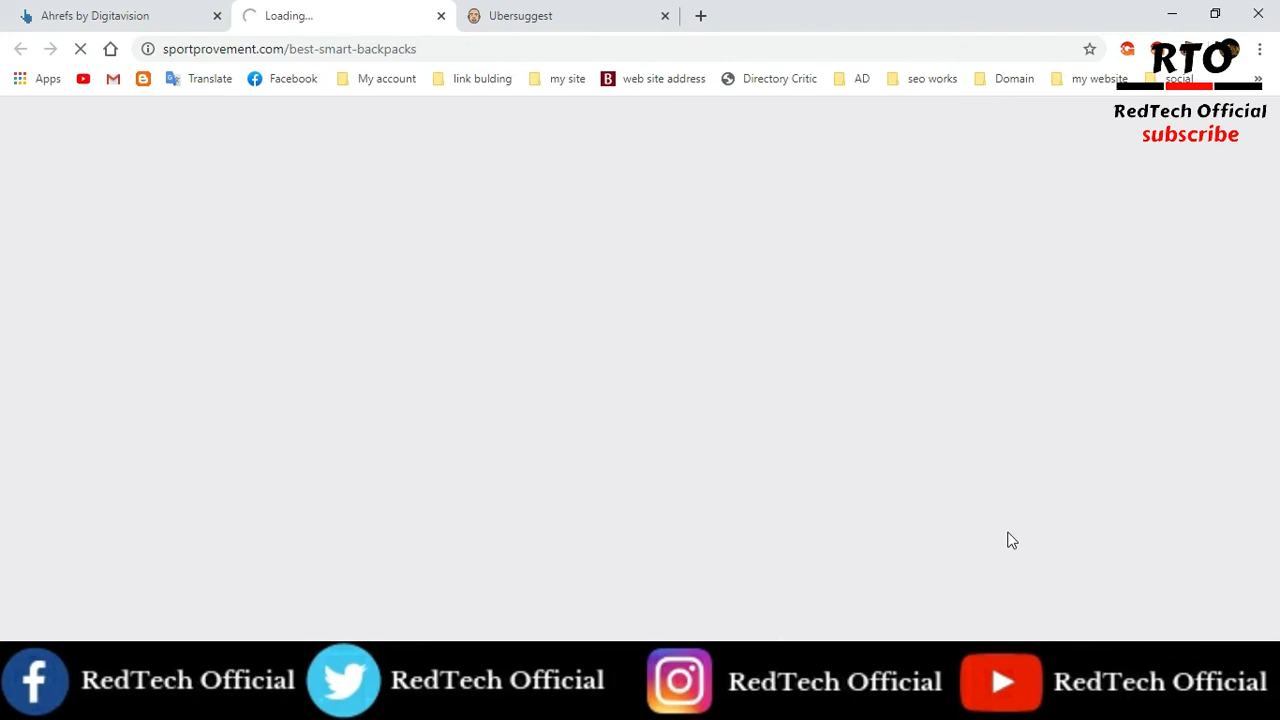 Ahrefs by Digitavision
Loading...
Ubersuggest
sportprovement.com/best-smart-backpacks
Apps
Translate
Facebook
My account
link bulding
my site
B
web site address
Directory Critic
AD
seo works
Domain
my website
social
RTO
RedTech Official
subscribe
RedTech Official
RedTech Official
RedTech Official
RedTech Official